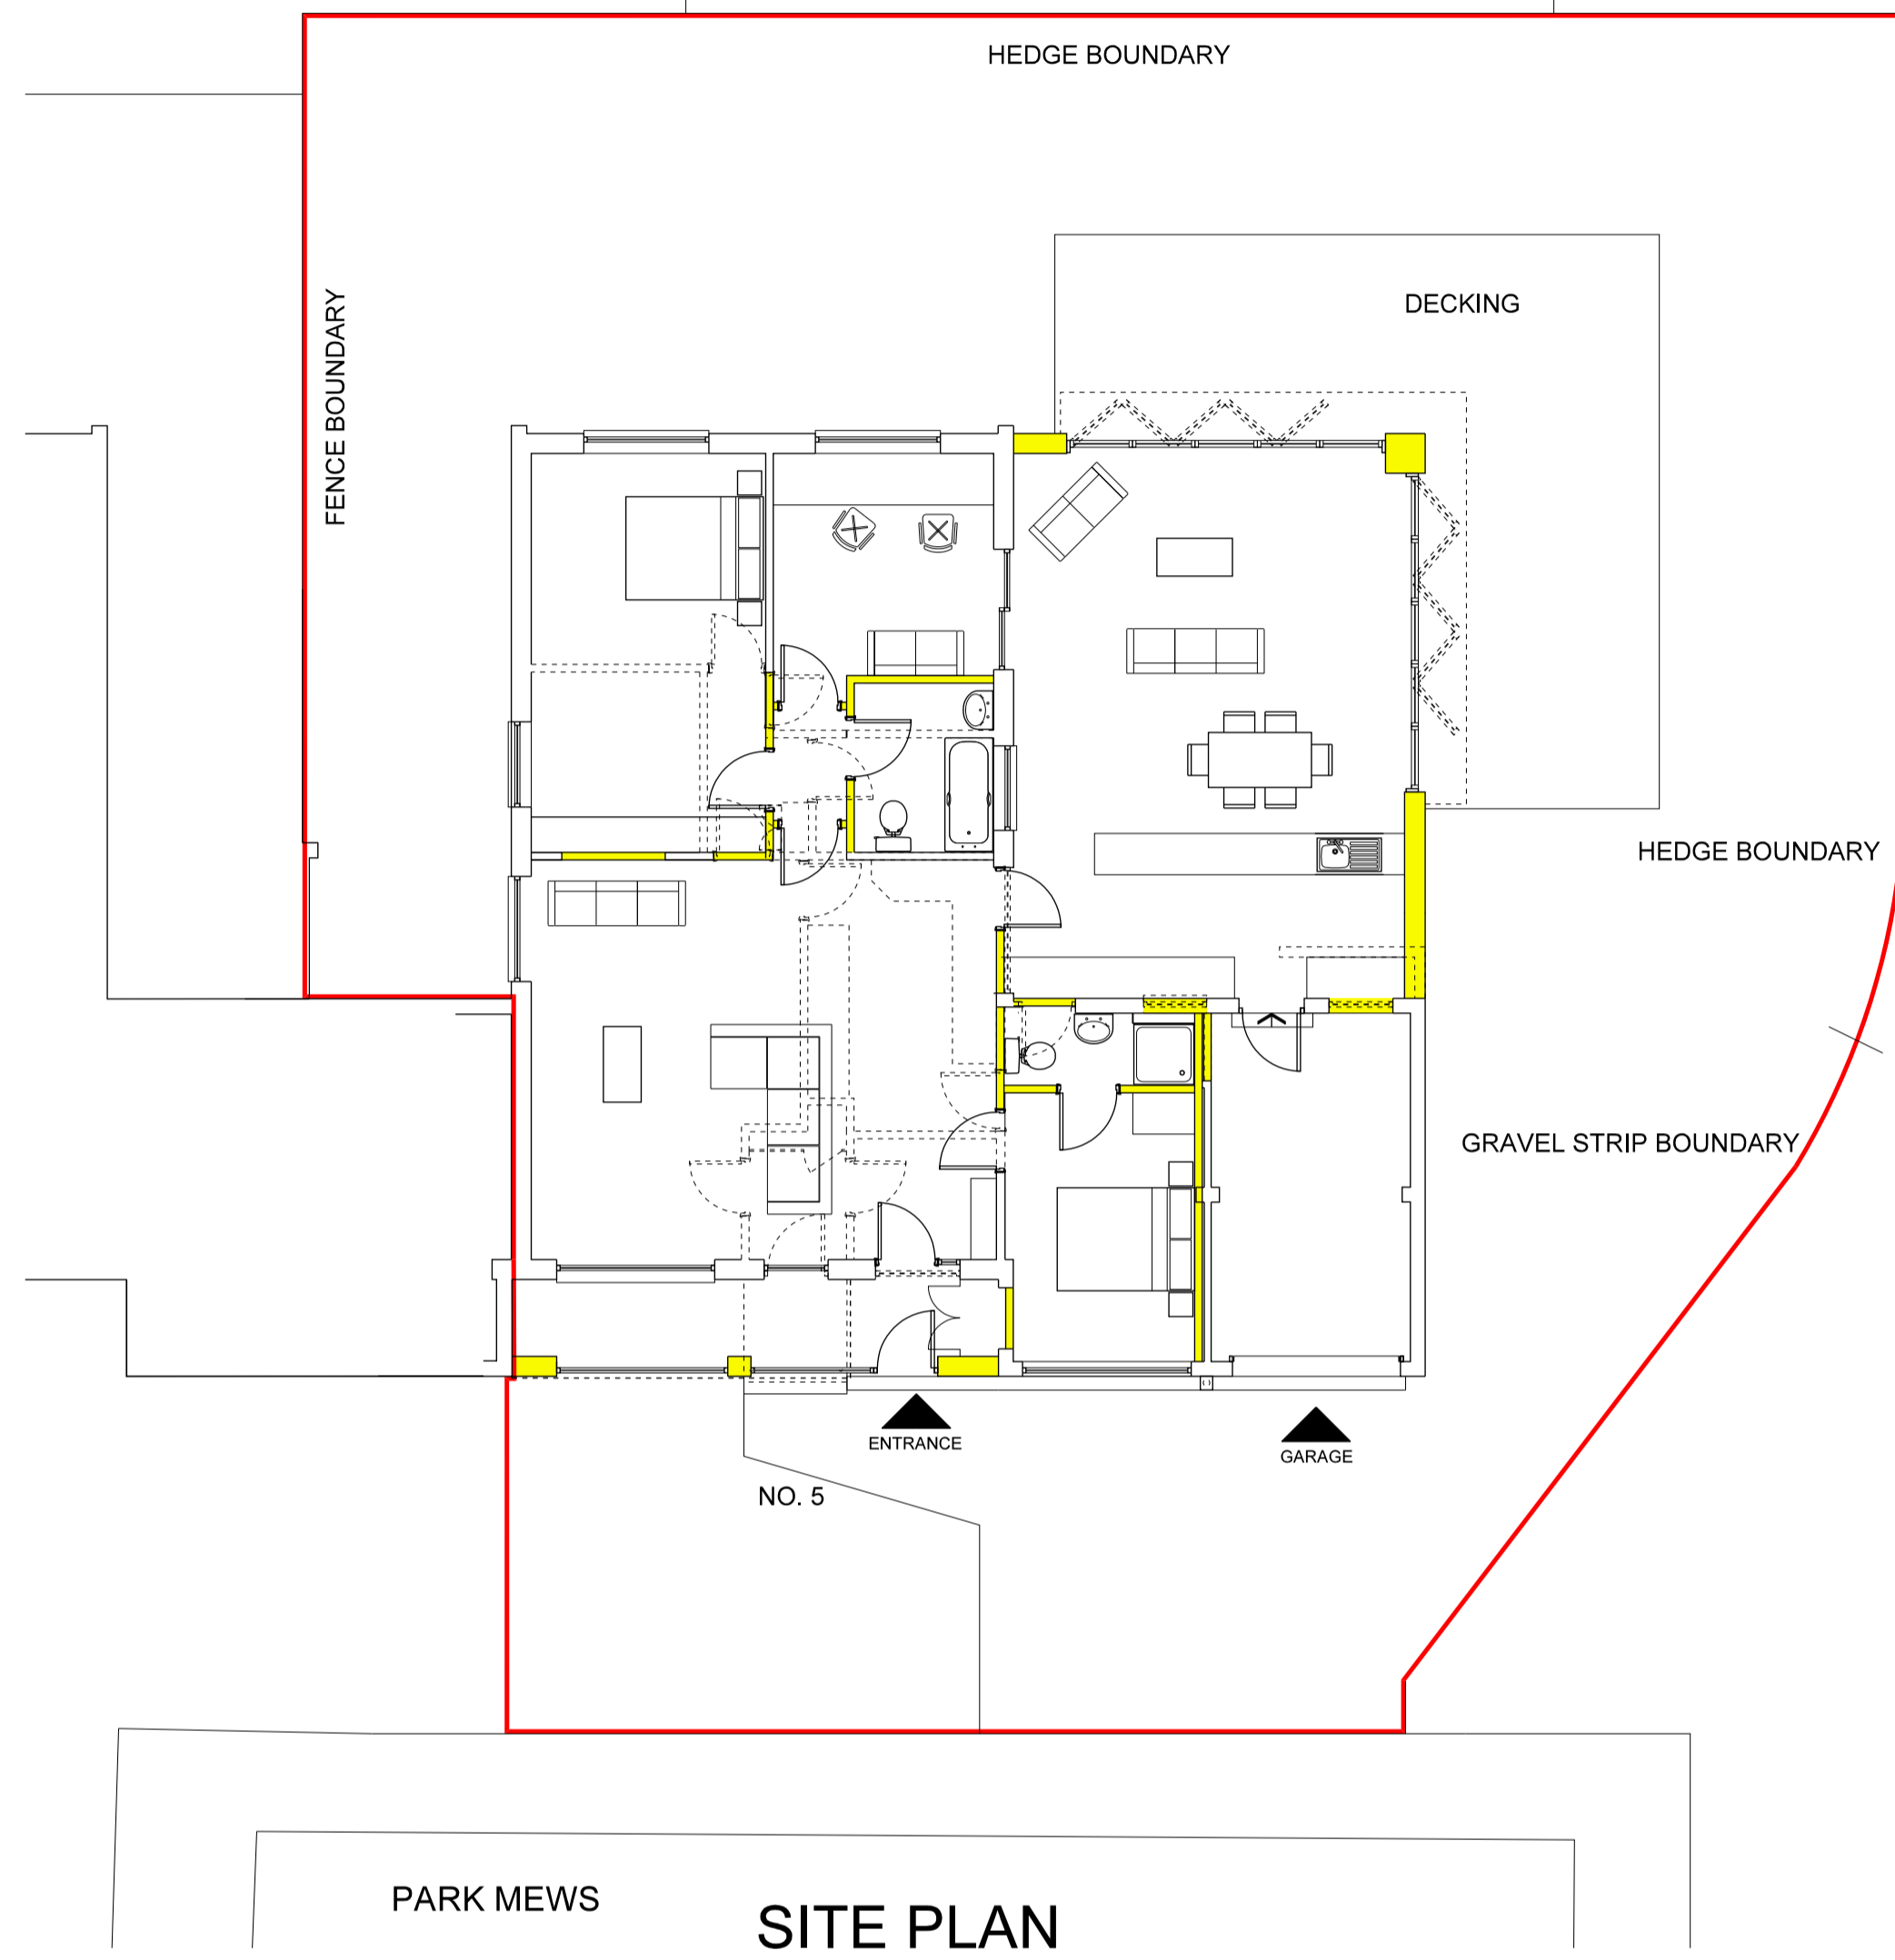 HEDGE BOUNDARY
FENCE BOUNDARY
DECKING
HEDGE BOUNDARY
GRAVEL STRIP BOUNDARY
ENTRANCE
GARAGE
NO. 5
PARK MEWS
SITE PLAN